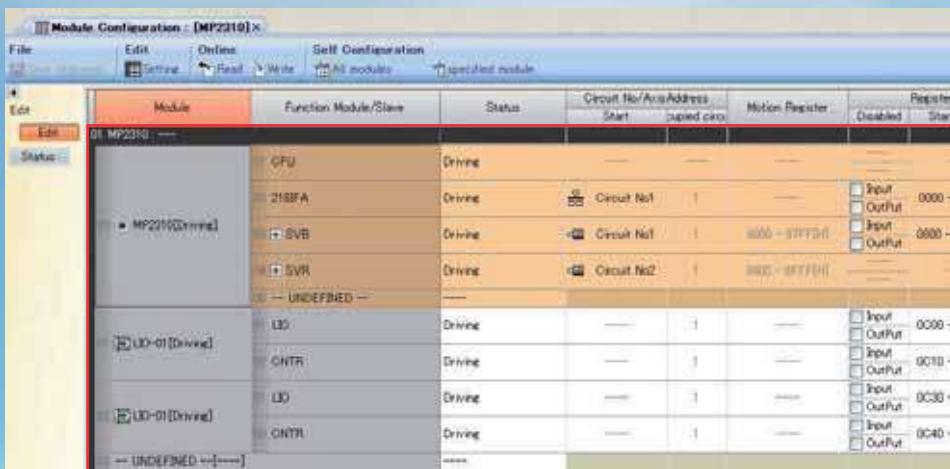 Module Configuration : [MP2310] ×
File Edit Online Self Configuration
Setting Read Write All modules specified module
Edit
Edit
Status
Module Function Module/Slave Status Circuit No/AxisAddress Motion Register Register
Start Disabled
01 MP2310 : ----
MP2310[Driving]
CPU Driving
218IFA Driving Circuit No1 1 Input OutPut 0000 -
SVB Driving Circuit No1 1 Input OutPut 0800 -
SVR Driving Circuit No2 1
-- UNDEFINED -- -----
LIO-01[Driving]
LIO Driving 1 Input OutPut 0C00 -
CNTR Driving 1 Input OutPut 0C10 -
LIO-01[Driving]
LIO Driving 1 Input OutPut 0C30 -
CNTR Driving 1 Input OutPut 0C40 -
-- UNDEFINED --[----] -----